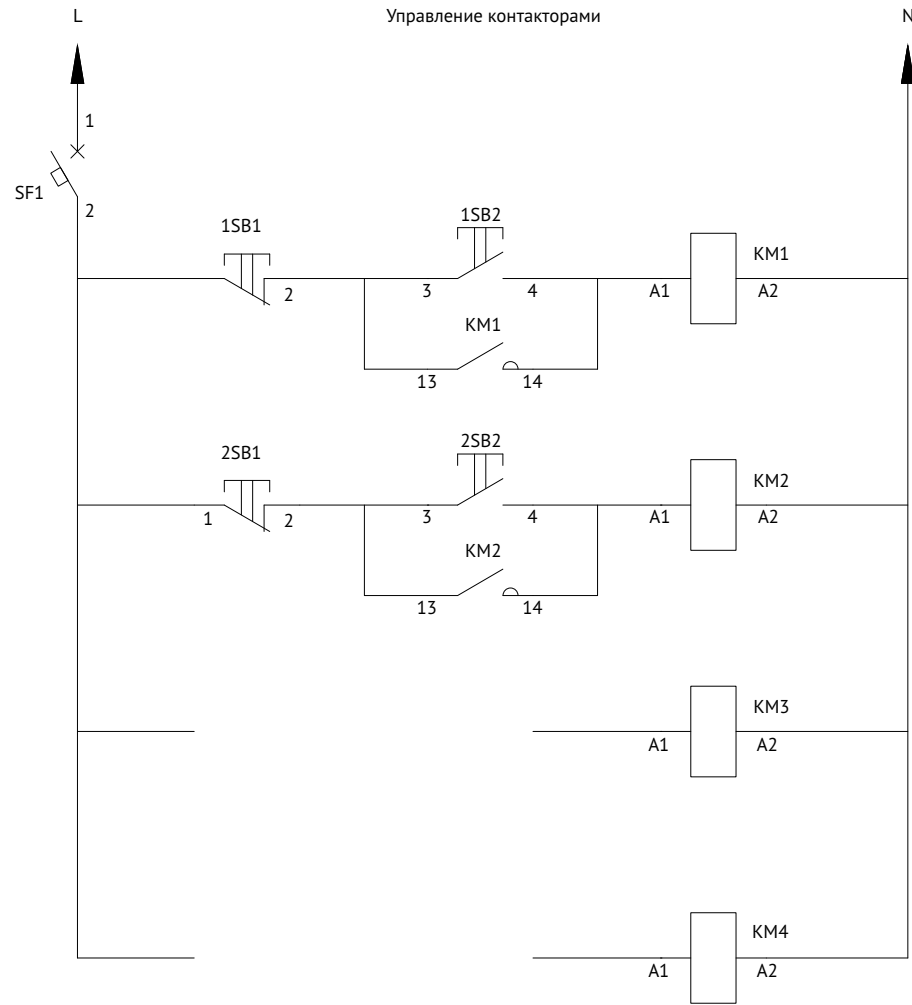 L Управление контакторами N
1
SF1
2
1SB1 1SB2
KM1
2 3 4 A1 A2
KM1
13 14
2SB1 2SB2
KM2
1 2 3 4 A1 A2
KM2
13 14
KM3
A1 A2
KM4
A1 A2